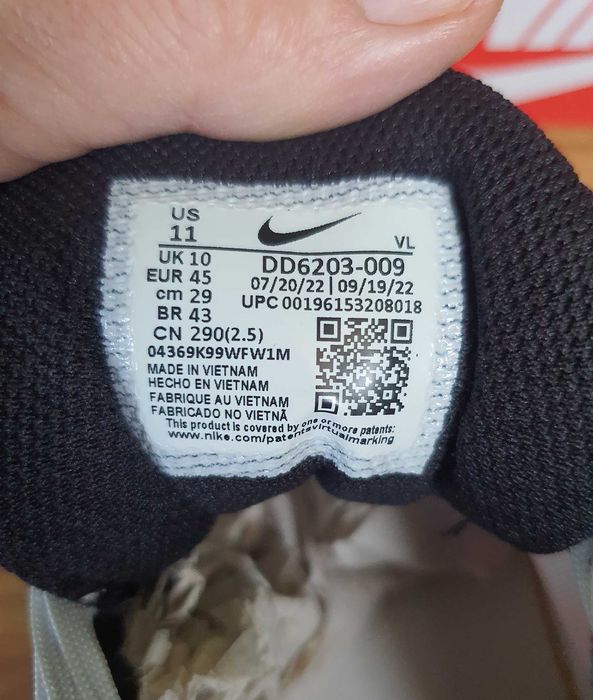 US
11
VL
UK 10
EUR 45
cm 29
BR 43
CN 290(2.5)
DD6203-009
07/20/22 | 09/19/22
UPC 00196153208018
04369K99WFW1M
MADE IN VIETNAM
HECHO EN VIETNAM
FABRIQUE AU VIETNAM
FABRICADO NO VIETNÃ
This product is covered by one or more patents:
www.nike.com/patentsvirtualmarking